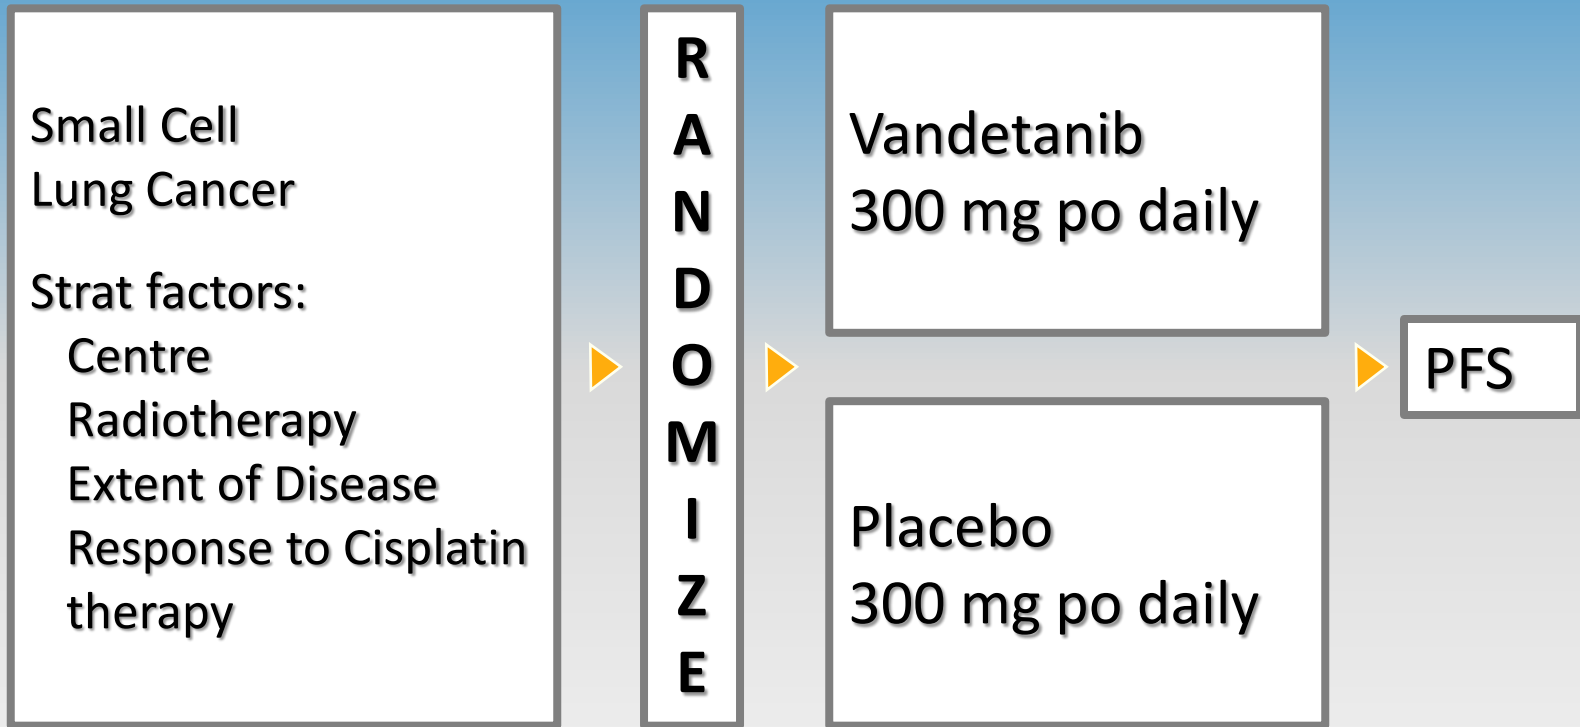 Small Cell
Lung Cancer
Strat factors:
Centre
Radiotherapy
Extent of Disease
Response to Cisplatin
therapy
R
A
N
D
O
M
I
Z
E
Vandetanib
300 mg po daily
Placebo
300 mg po daily
PFS